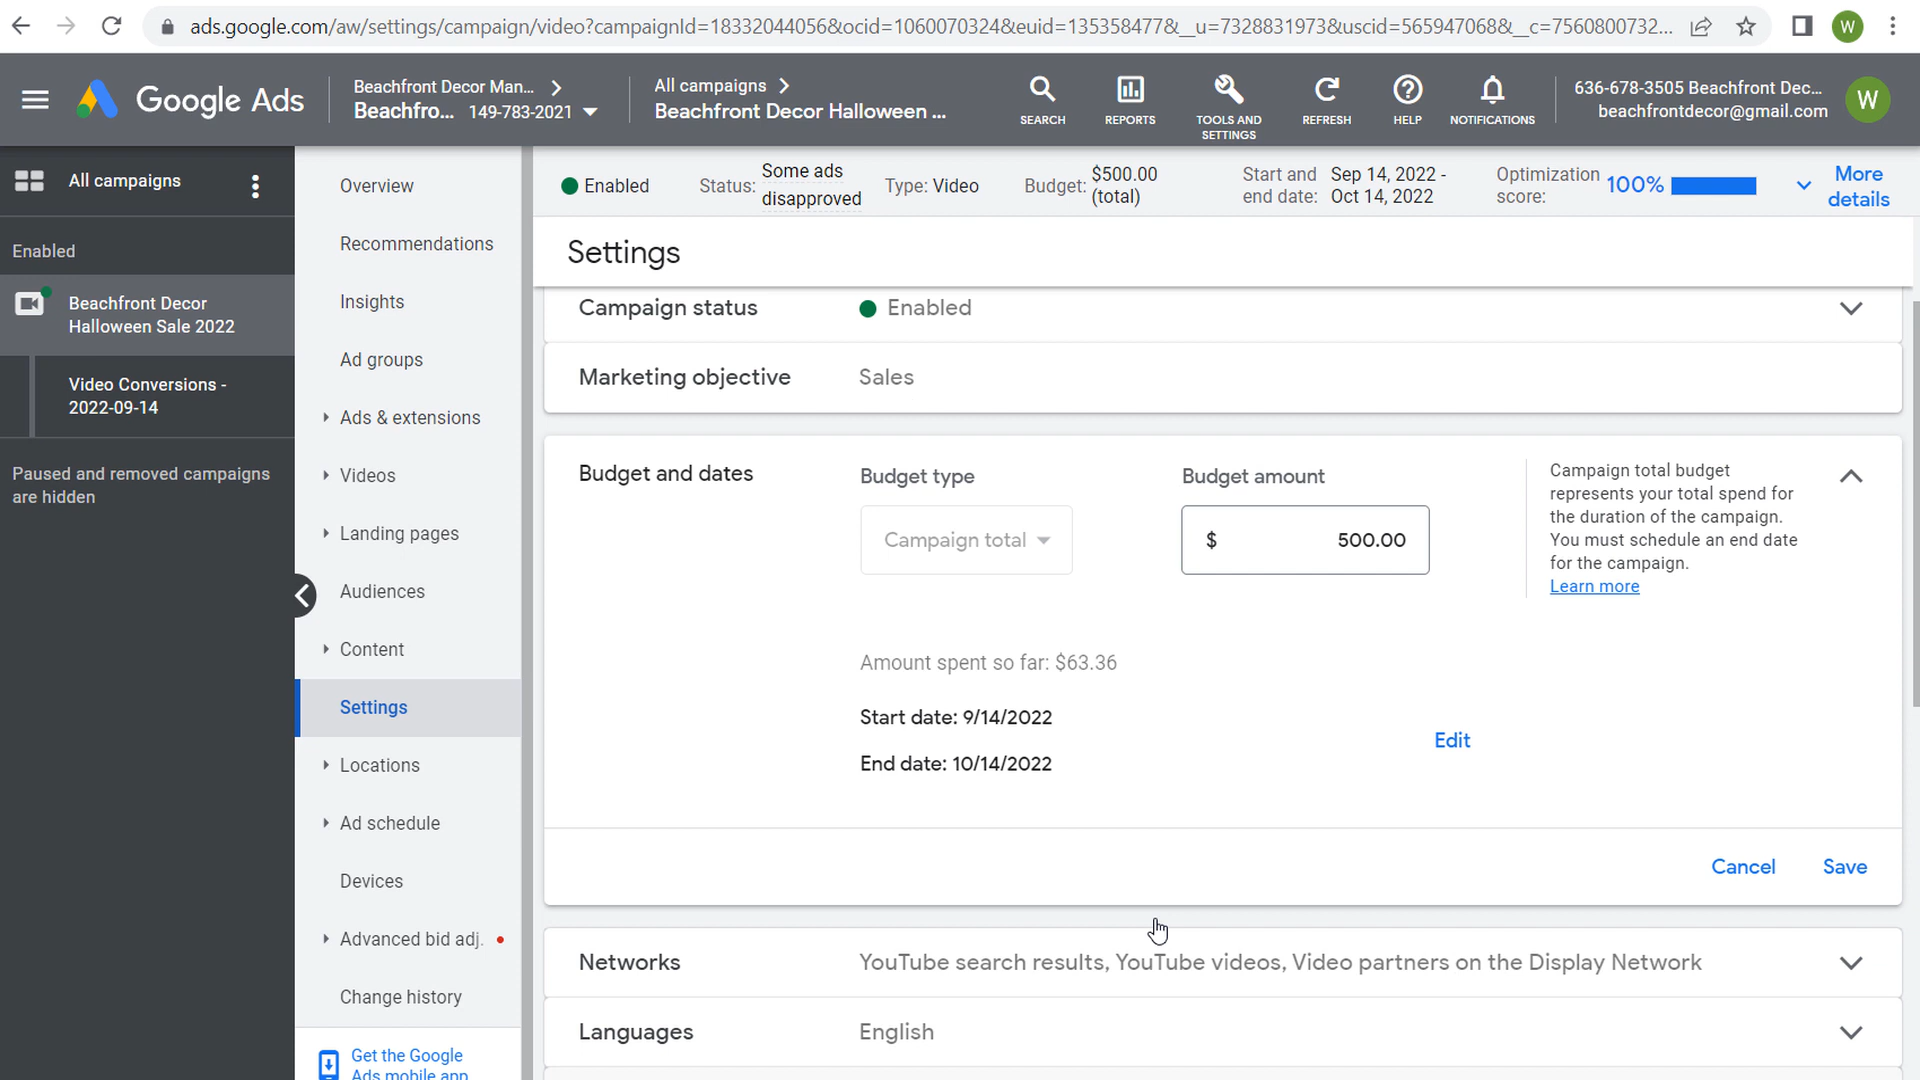 ads.google.com/aw/settings/campaign/video?campaignId=18332044056&ocid=1060070324&euid=135358477&__u=7328831973&uscid=565947068&__c=7560800732...
W
Google Ads
Beachfront Decor Man...
Beachfro... 149-783-2021
All campaigns
Beachfront Decor Halloween ...
SEARCH
REPORTS
TOOLS AND
SETTINGS
REFRESH
HELP
NOTIFICATIONS
636-678-3505 Beachfront Dec...
beachfrontdecor@gmail.com
W
All campaigns
Enabled
Beachfront Decor
Halloween Sale 2022
Video Conversions -
2022-09-14
Paused and removed campaigns
are hidden
Overview
Recommendations
Insights
Ad groups
Ads & extensions
Videos
Landing pages
Audiences
Content
Settings
Locations
Ad schedule
Devices
Advanced bid adj.
Change history
Get the Google
Ads mobile app
Enabled
Status: Some ads
disapproved
Type: Video
Budget: $500.00
(total)
Start and
end date:
Sep 14, 2022 -
Oct 14, 2022
Optimization
score:
100%
More
details
Settings
Campaign status Enabled
Marketing objective Sales
Budget and dates
Budget type
Campaign total
Budget amount
$ 500.00
Campaign total budget
represents your total spend for
the duration of the campaign.
You must schedule an end date
for the campaign.
Learn more
Amount spent so far: $63.36
Start date: 9/14/2022
End date: 10/14/2022
Edit
Cancel Save
Networks YouTube search results, YouTube videos, Video partners on the Display Network
Languages English